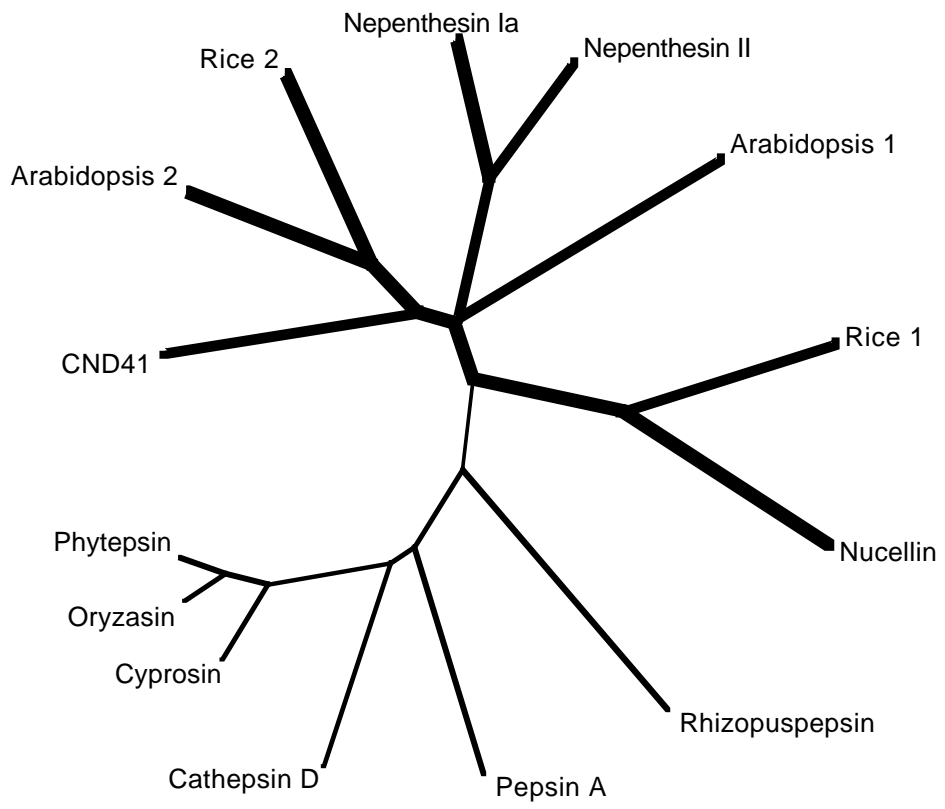 Nepenthesin Ia
Nepenthesin II
Rice 2
Arabidopsis 1
Arabidopsis 2
Rice 1
CND41
Phytepsin
Nucellin
Oryzasin
Cyprosin
Rhizopuspepsin
Cathepsin D
Pepsin A